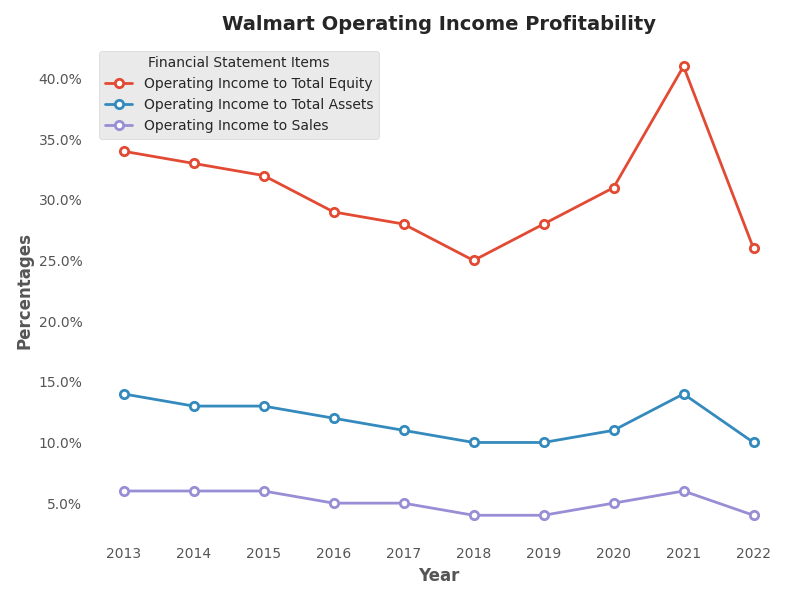 Walmart Operating Income Profitability
Financial Statement Items
Operating Income to Total Equity
Operating Income to Total Assets
Operating Income to Sales
40.0%
35.0%
30.0%
25.0%
20.0%
15.0%
10.0%
5.0%
Percentages
2013 2014 2015 2016 2017 2018 2019 2020 2021 2022
Year